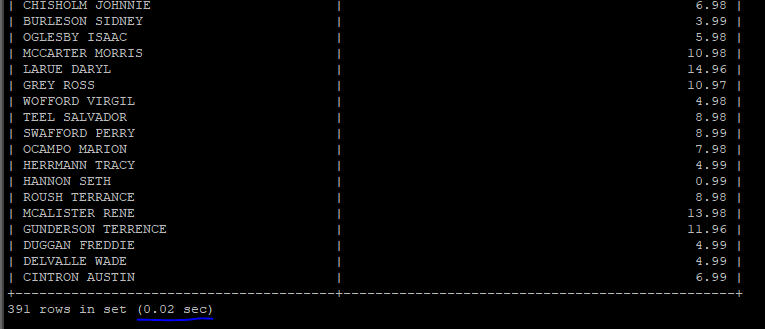 | CHISHOLM JOHNNIE | 6.98 |
| BURLESON SIDNEY | 3.99 |
| OGLESBY ISAAC | 5.98 |
| MCCARTER MORRIS | 10.98 |
| LARUE DARYL | 14.96 |
| GREY ROSS | 10.97 |
| WOFFORD VIRGIL | 4.98 |
| TEEL SALVADOR | 8.98 |
| SWAFFORD PERRY | 8.99 |
| OCAMPO MARION | 7.98 |
| HERRMANN TRACY | 4.99 |
| HANNON SETH | 0.99 |
| ROUSH TERRANCE | 8.98 |
| MCALISTER RENE | 13.98 |
| GUNDERSON TERRENCE | 11.96 |
| DUGGAN FREDDIE | 4.99 |
| DELVALLE WADE | 4.99 |
| CINTRON AUSTIN | 6.99 |
391 rows in set (0.02 sec)